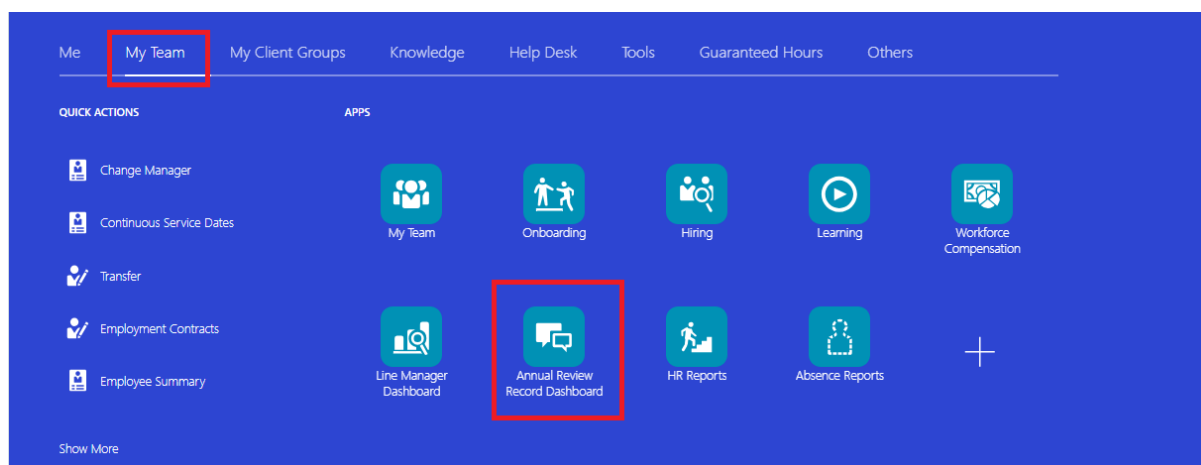 Me My Team My Client Groups Knowledge Help Desk Tools Guaranteed Hours Others
QUICK ACTIONS
APPS
Change Manager
Continuous Service Dates
Transfer
Employment Contracts
Employee Summary
Show More
My Team
Onboarding
Hiring
Learning
Workforce
Compensation
Line Manager
Dashboard
Annual Review
Record Dashboard
HR Reports
Absence Reports